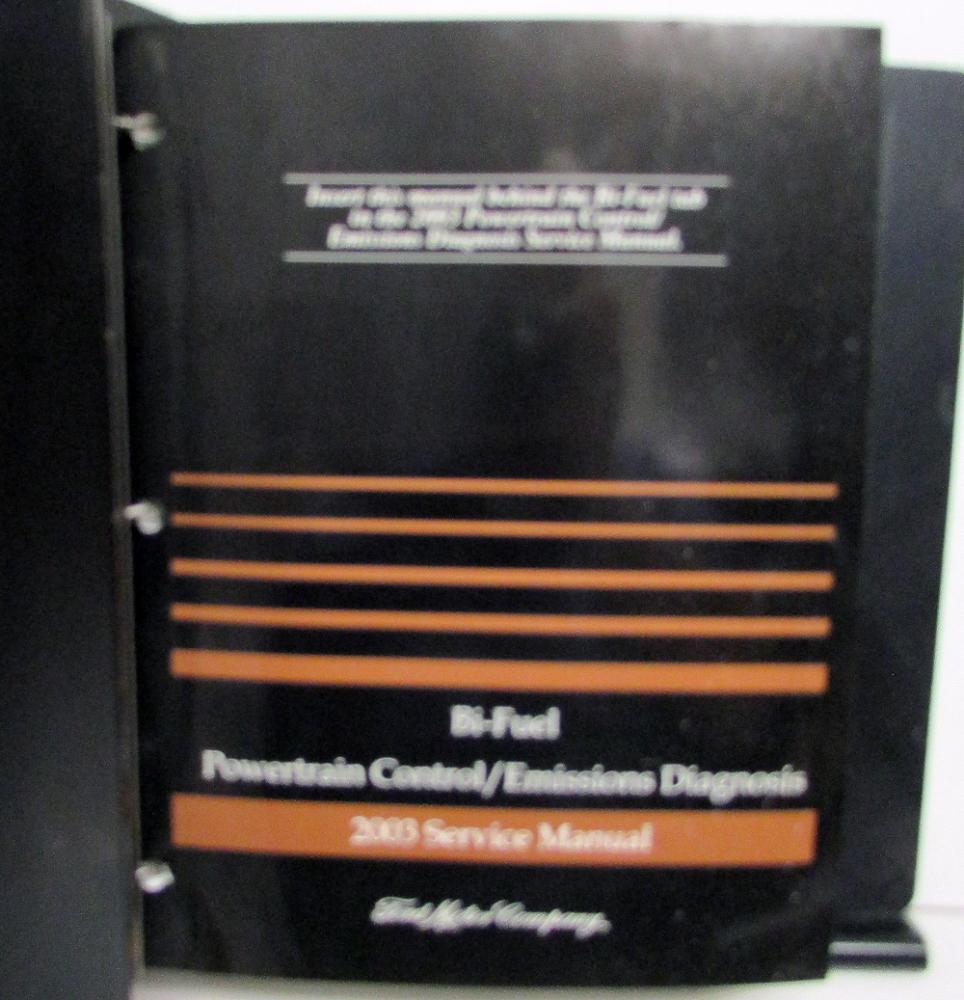 Insert this manual behind the Bi-Fuel tab
in the 2003 Powertrain Control/
Emissions Diagnosis Service Manual.
Bi-Fuel
Powertrain Control/Emissions Diagnosis
2003 Service Manual
Ford Motor Company,